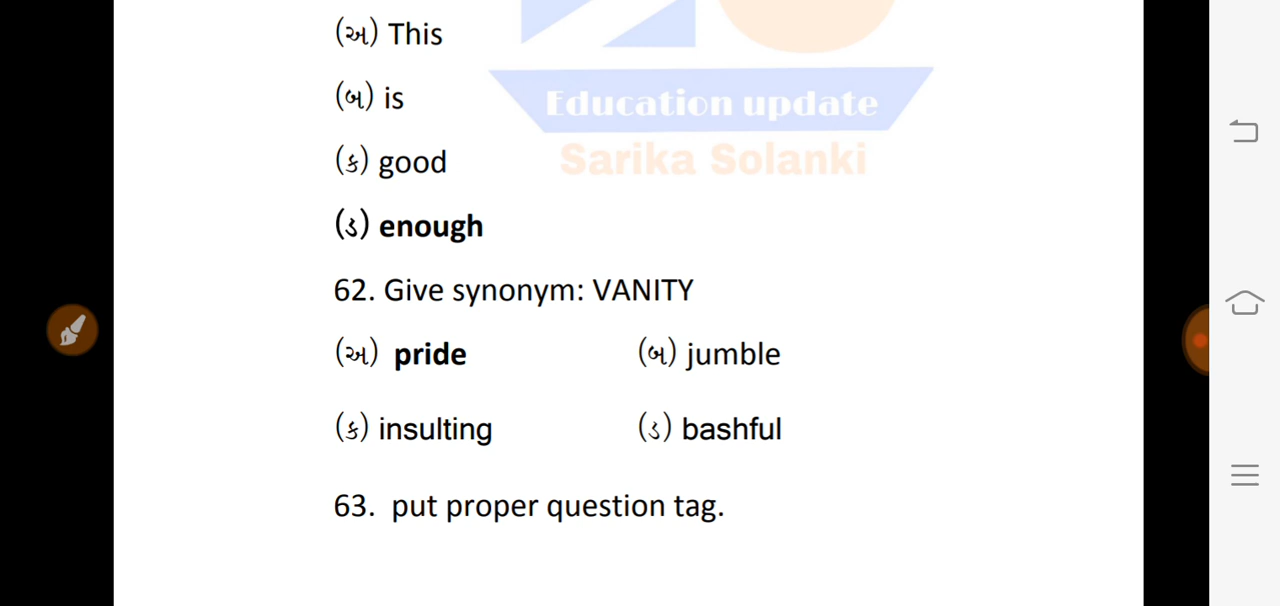 (અ) This
(બ) is
Education update
(ક) good
Sarika Solanki
(ડ) enough
62. Give synonym: VANITY
(અ) pride (બ) jumble
(ક) insulting (ડ) bashful
63. put proper question tag.